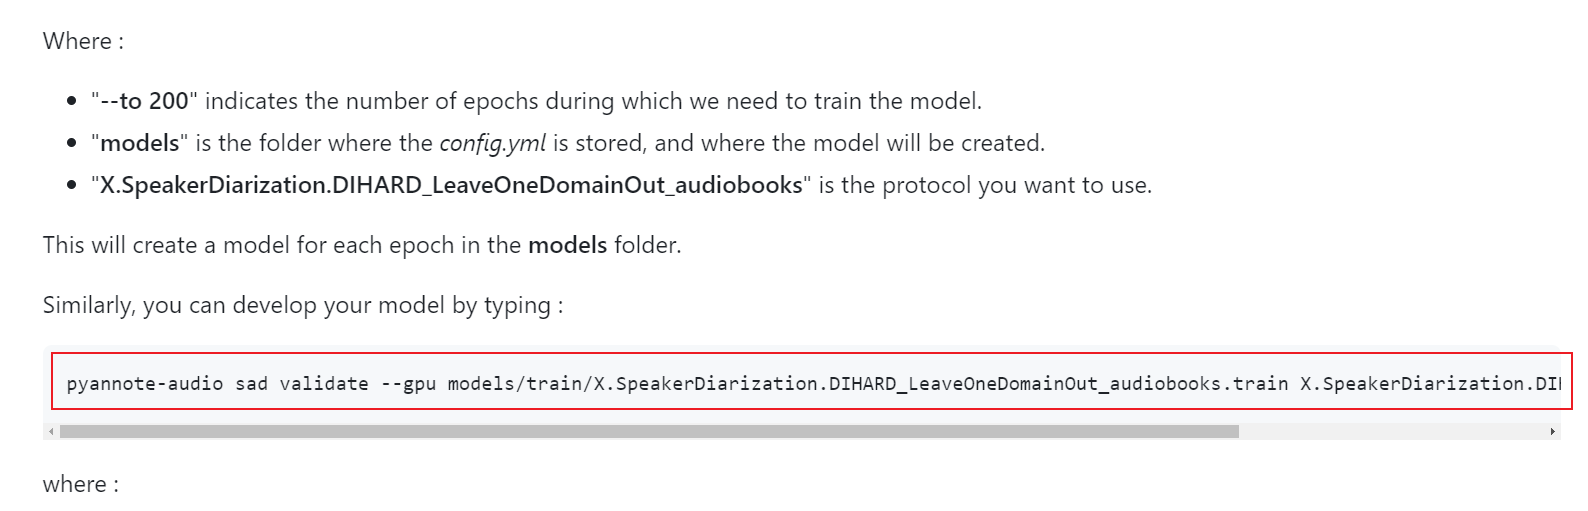 Where :
"--to 200" indicates the number of epochs during which we need to train the model.
"models" is the folder where the config.yml is stored, and where the model will be created.
"X.SpeakerDiarization.DIHARD_LeaveOneDomainOut_audiobooks" is the protocol you want to use.
This will create a model for each epoch in the models folder.
Similarly, you can develop your model by typing :
pyannote-audio sad validate --gpu models/train/X.SpeakerDiarization.DIHARD_LeaveOneDomainOut_audiobooks.train X.SpeakerDiarization.DI
where :